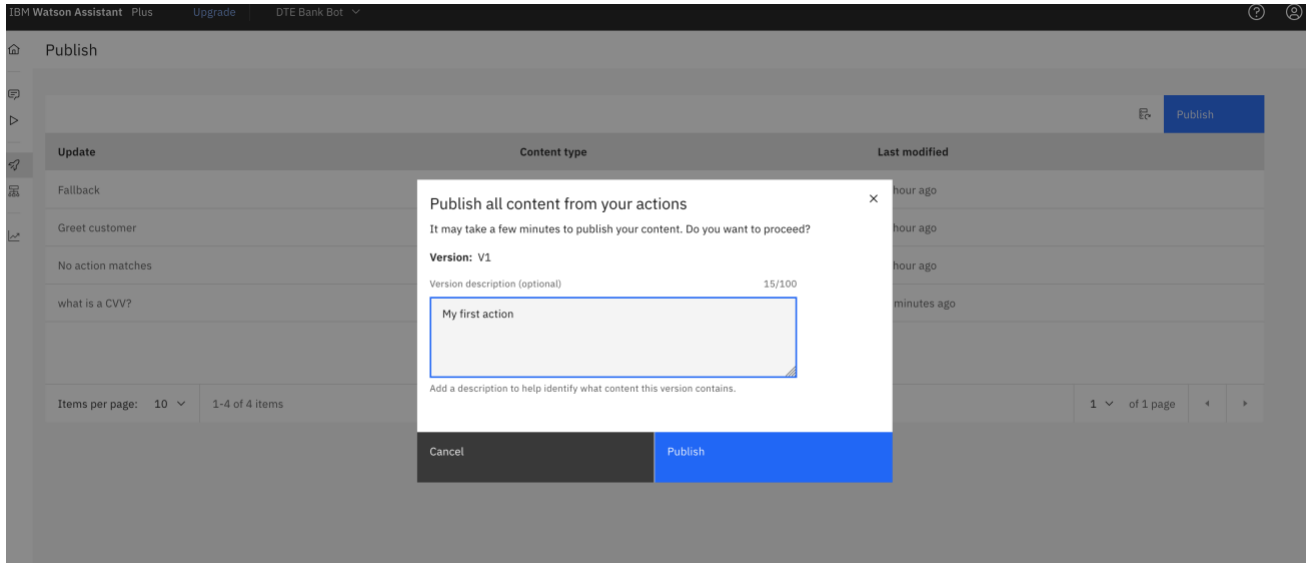 IBM Watson Assistant Plus Upgrade DTE Bank Bot
Publish
Publish
Update Content type Last modified
Fallback hour ago
Greet customer hour ago
No action matches hour ago
what is a CVV? minutes ago
Publish all content from your actions
It may take a few minutes to publish your content. Do you want to proceed?
Version: V1
Version description (optional) 15/100
My first action
Add a description to help identify what content this version contains.
Cancel Publish
Items per page: 10 1-4 of 4 items 1 of 1 page